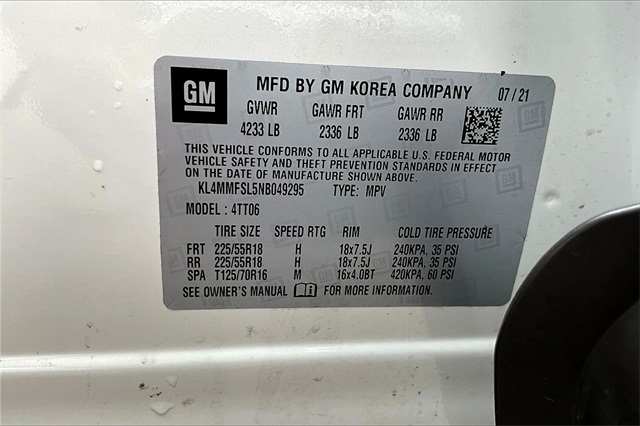 GM MFD BY GM KOREA COMPANY 07/21
GVWR GAWR FRT GAWR RR
4233 LB 2336 LB 2336 LB
THIS VEHICLE CONFORMS TO ALL APPLICABLE U.S. FEDERAL MOTOR
VEHICLE SAFETY AND THEFT PREVENTION STANDARDS IN EFFECT
ON THE DATE OF MANUFACTURE SHOWN ABOVE.
KL4MMFSL5NB049295 TYPE: MPV
MODEL: 4TT06
TIRE SIZE SPEED RTG RIM COLD TIRE PRESSURE
FRT 225/55R18 H 18x7.5J 240KPA, 35 PSI
RR 225/55R18 H 18x7.5J 240KPA, 35 PSI
SPA T125/70R16 M 16x4.0BT 420KPA, 60 PSI
SEE OWNER'S MANUAL FOR MORE INFORMATION.